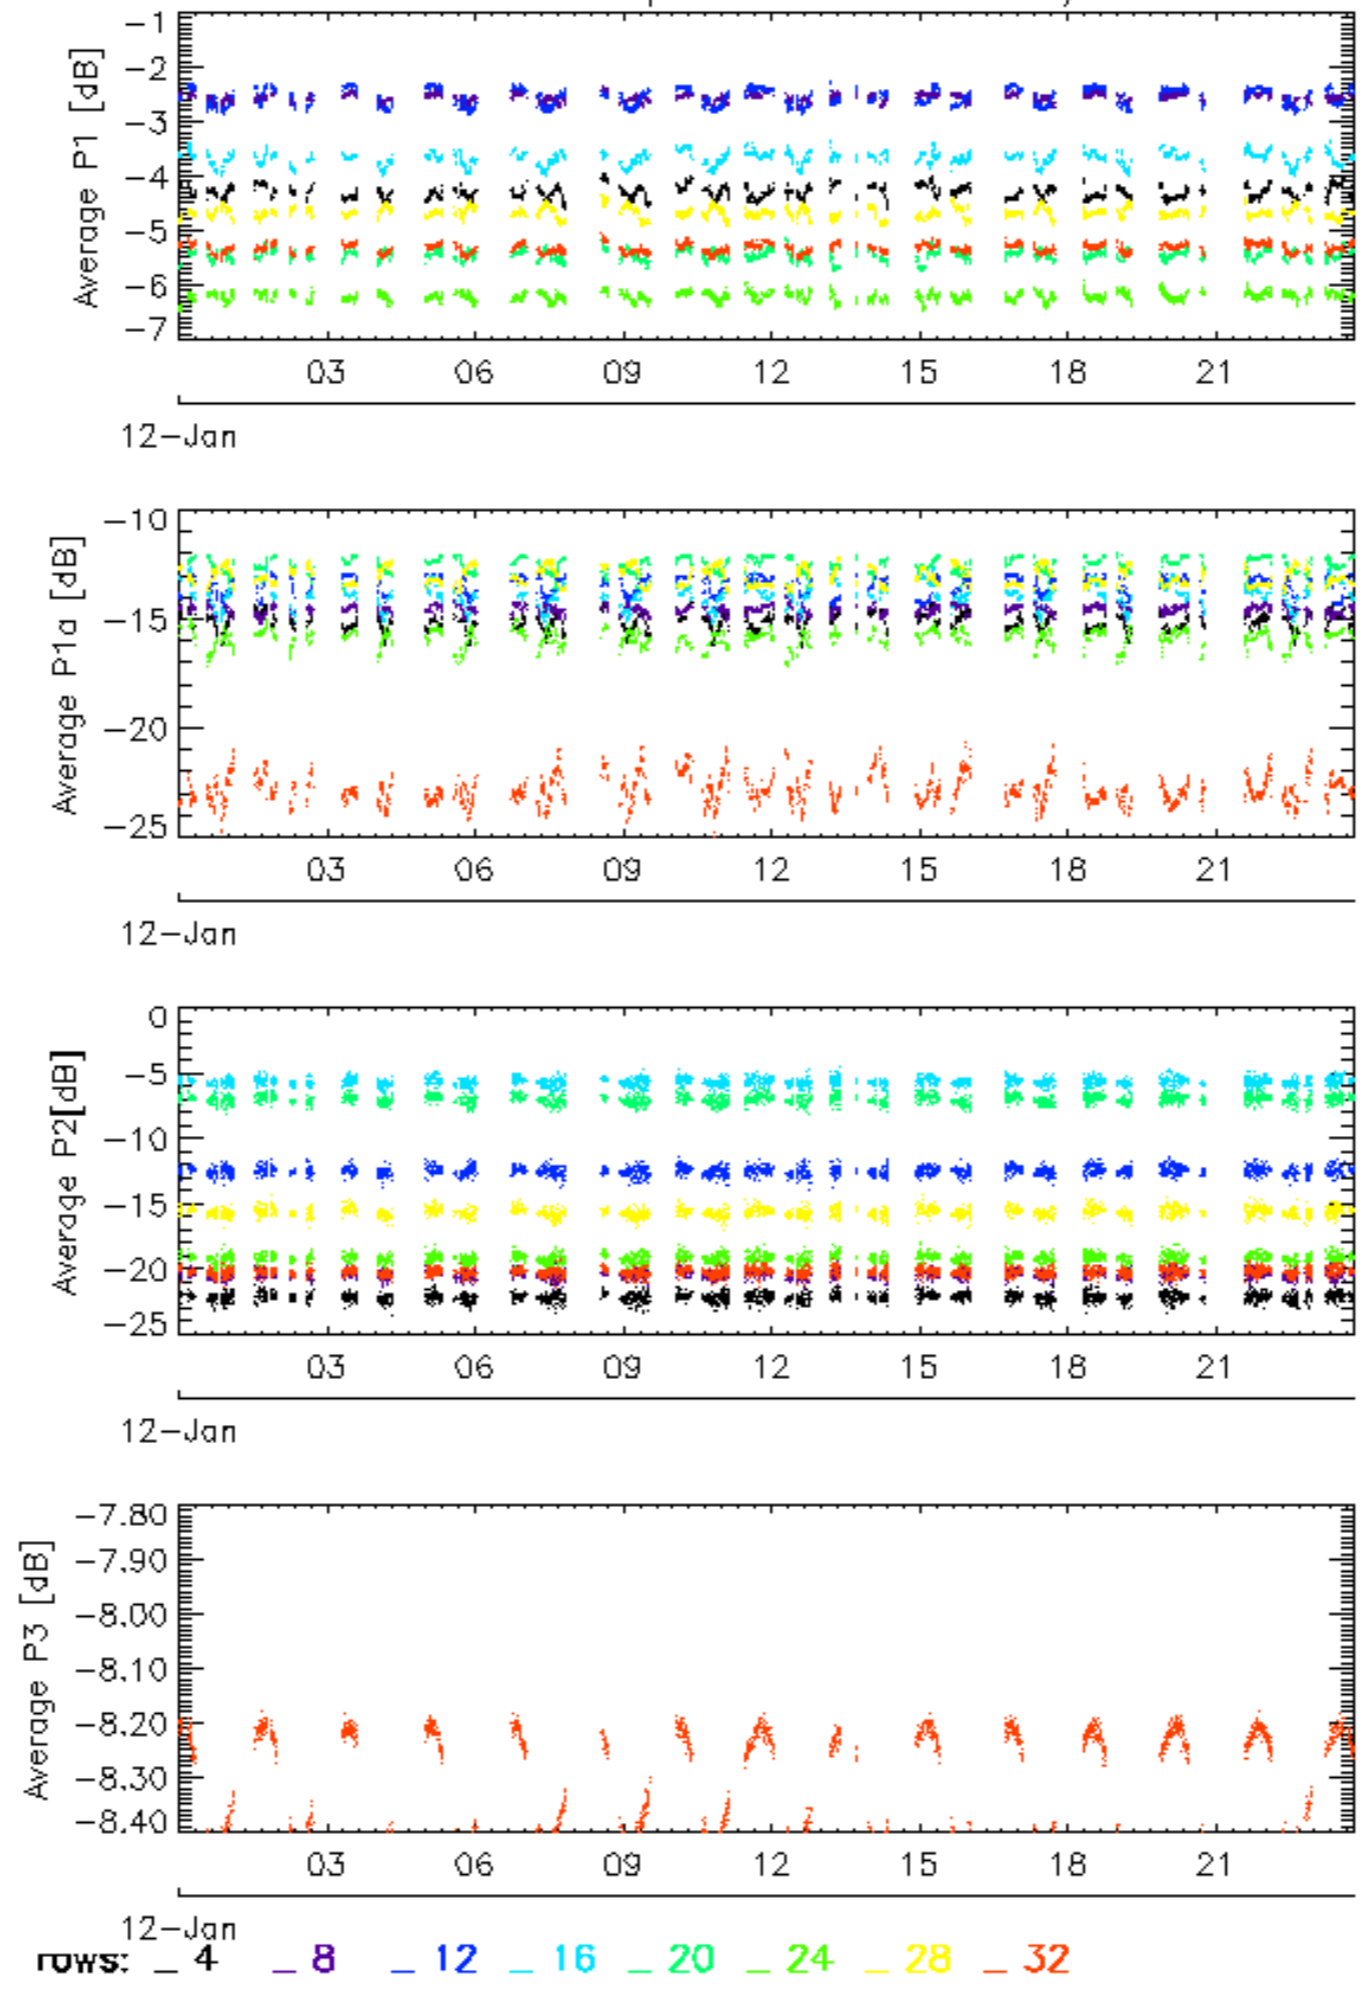 -1
-2
-3
-4
-5
-6
-7
Average P1 [dB]
03 06 09 12 15 18 21
12-Jan
-10
-15
-20
-25
Average P1a [dB]
03 06 09 12 15 18 21
12-Jan
0
-5
-10
-15
-20
-25
Average P2[dB]
03 06 09 12 15 18 21
12-Jan
-7.80
-7.90
-8.00
-8.10
-8.20
-8.30
-8.40
Average P3 [dB]
03 06 09 12 15 18 21
12-Jan
rows: _ 4 _ 8 _ 12 _ 16 _ 20 _ 24 _ 28 _ 32